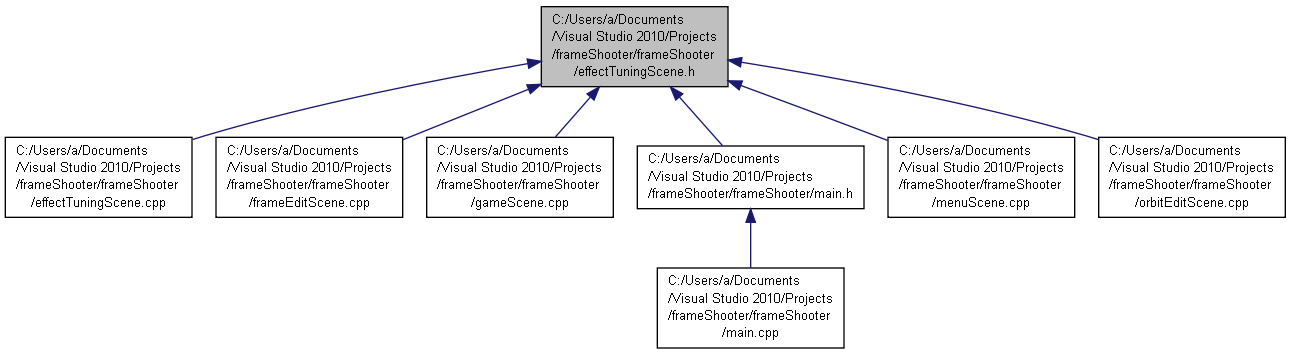 C:/Users/a/Documents
/Visual Studio 2010/Projects
/frameShooter/frameShooter
/effectTuningScene.h
C:/Users/a/Documents
/Visual Studio 2010/Projects
/frameShooter/frameShooter
/effectTuningScene.cpp
C:/Users/a/Documents
/Visual Studio 2010/Projects
/frameShooter/frameShooter
/frameEditScene.cpp
C:/Users/a/Documents
/Visual Studio 2010/Projects
/frameShooter/frameShooter
/gameScene.cpp
C:/Users/a/Documents
/Visual Studio 2010/Projects
/frameShooter/frameShooter/main.h
C:/Users/a/Documents
/Visual Studio 2010/Projects
/frameShooter/frameShooter
/menuScene.cpp
C:/Users/a/Documents
/Visual Studio 2010/Projects
/frameShooter/frameShooter
/orbitEditScene.cpp
C:/Users/a/Documents
/Visual Studio 2010/Projects
/frameShooter/frameShooter
/main.cpp